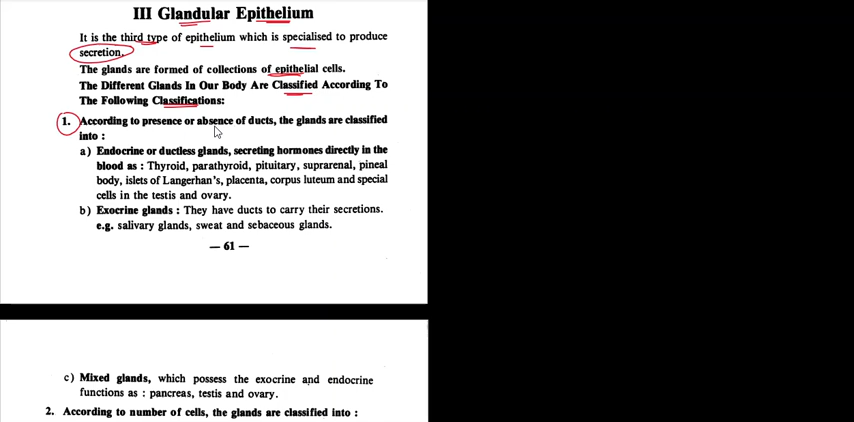 III Glandular Epithelium
It is the third type of epithelium which is specialised to produce
secretion.
The glands are formed of collections of epithelial cells.
The Different Glands In Our Body Are Classified According To
The Following Classifications:
1. According to presence or absence of ducts, the glands are classified
into :
a) Endocrine or ductless glands, secreting hormones directly in the
blood as : Thyroid, parathyroid, pituitary, suprarenal, pineal
body, islets of Langerhan's, placenta, corpus luteum and special
cells in the testis and ovary.
b) Exocrine glands : They have ducts to carry their secretions.
e.g. salivary glands, sweat and sebaceous glands.
— 61 —
c) Mixed glands, which possess the exocrine and endocrine
functions as : pancreas, testis and ovary.
2. According to number of cells, the glands are classified into :